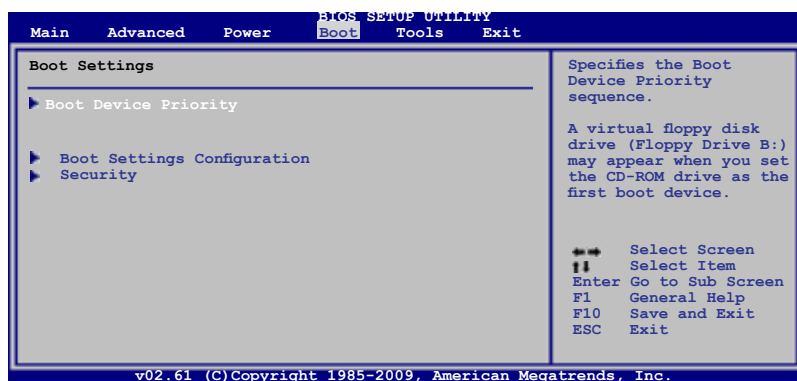 BIOS SETUP UTILITY
Main Advanced Power Boot Tools Exit
Boot Settings
Boot Device Priority
Boot Settings Configuration
Security
Specifies the Boot
Device Priority
sequence.
A virtual floppy disk
drive (Floppy Drive B:)
may appear when you set
the CD-ROM drive as the
first boot device.
←→ Select Screen
↑↓ Select Item
Enter Go to Sub Screen
F1 General Help
F10 Save and Exit
ESC Exit
v02.61 (C)Copyright 1985-2009, American Megatrends, Inc.